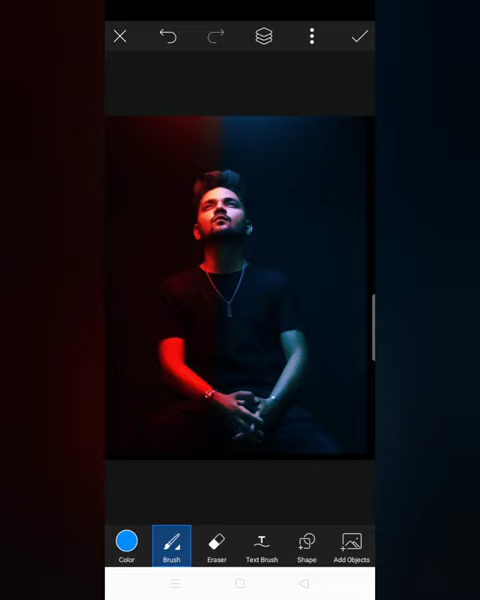 Color
Brush
Eraser
Text Brush
Shape
Add Objects